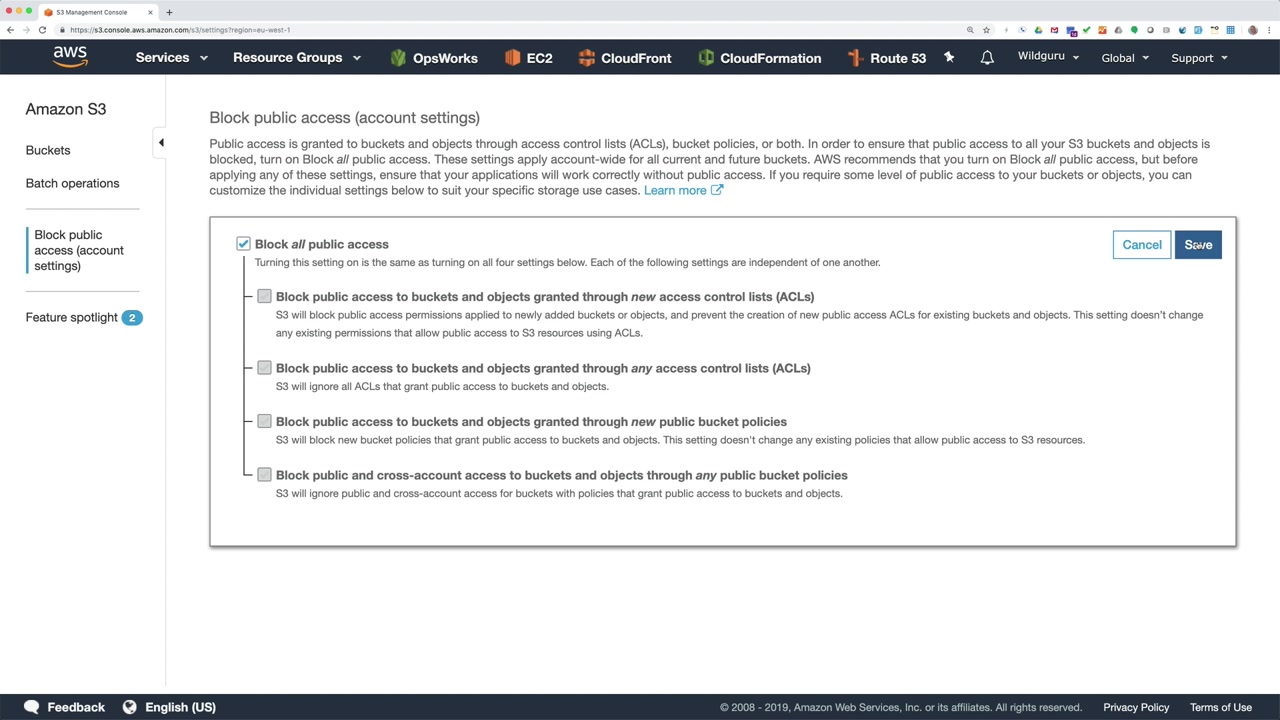 S3 Management Console
https://s3.console.aws.amazon.com/s3/settings?region=eu-west-1
aws
Services
Resource Groups
OpsWorks
EC2
CloudFront
CloudFormation
Route 53
Wildguru
Global
Support
Amazon S3
Buckets
Batch operations
Block public
access (account
settings)
Feature spotlight 2
Block public access (account settings)
Public access is granted to buckets and objects through access control lists (ACLs), bucket policies, or both. In order to ensure that public access to all your S3 buckets and objects is
blocked, turn on Block all public access. These settings apply account-wide for all current and future buckets. AWS recommends that you turn on Block all public access, but before
applying any of these settings, ensure that your applications will work correctly without public access. If you require some level of public access to your buckets or objects, you can
customize the individual settings below to suit your specific storage use cases. Learn more
Block all public access
Cancel
Save
Turning this setting on is the same as turning on all four settings below. Each of the following settings are independent of one another.
Block public access to buckets and objects granted through new access control lists (ACLs)
S3 will block public access permissions applied to newly added buckets or objects, and prevent the creation of new public access ACLs for existing buckets and objects. This setting doesn't change
any existing permissions that allow public access to S3 resources using ACLs.
Block public access to buckets and objects granted through any access control lists (ACLs)
S3 will ignore all ACLs that grant public access to buckets and objects.
Block public access to buckets and objects granted through new public bucket policies
S3 will block new bucket policies that grant public access to buckets and objects. This setting doesn't change any existing policies that allow public access to S3 resources.
Block public and cross-account access to buckets and objects through any public bucket policies
S3 will ignore public and cross-account access for buckets with policies that grant public access to buckets and objects.
Feedback
English (US)
© 2008 - 2019, Amazon Web Services, Inc. or its affiliates. All rights reserved.
Privacy Policy
Terms of Use